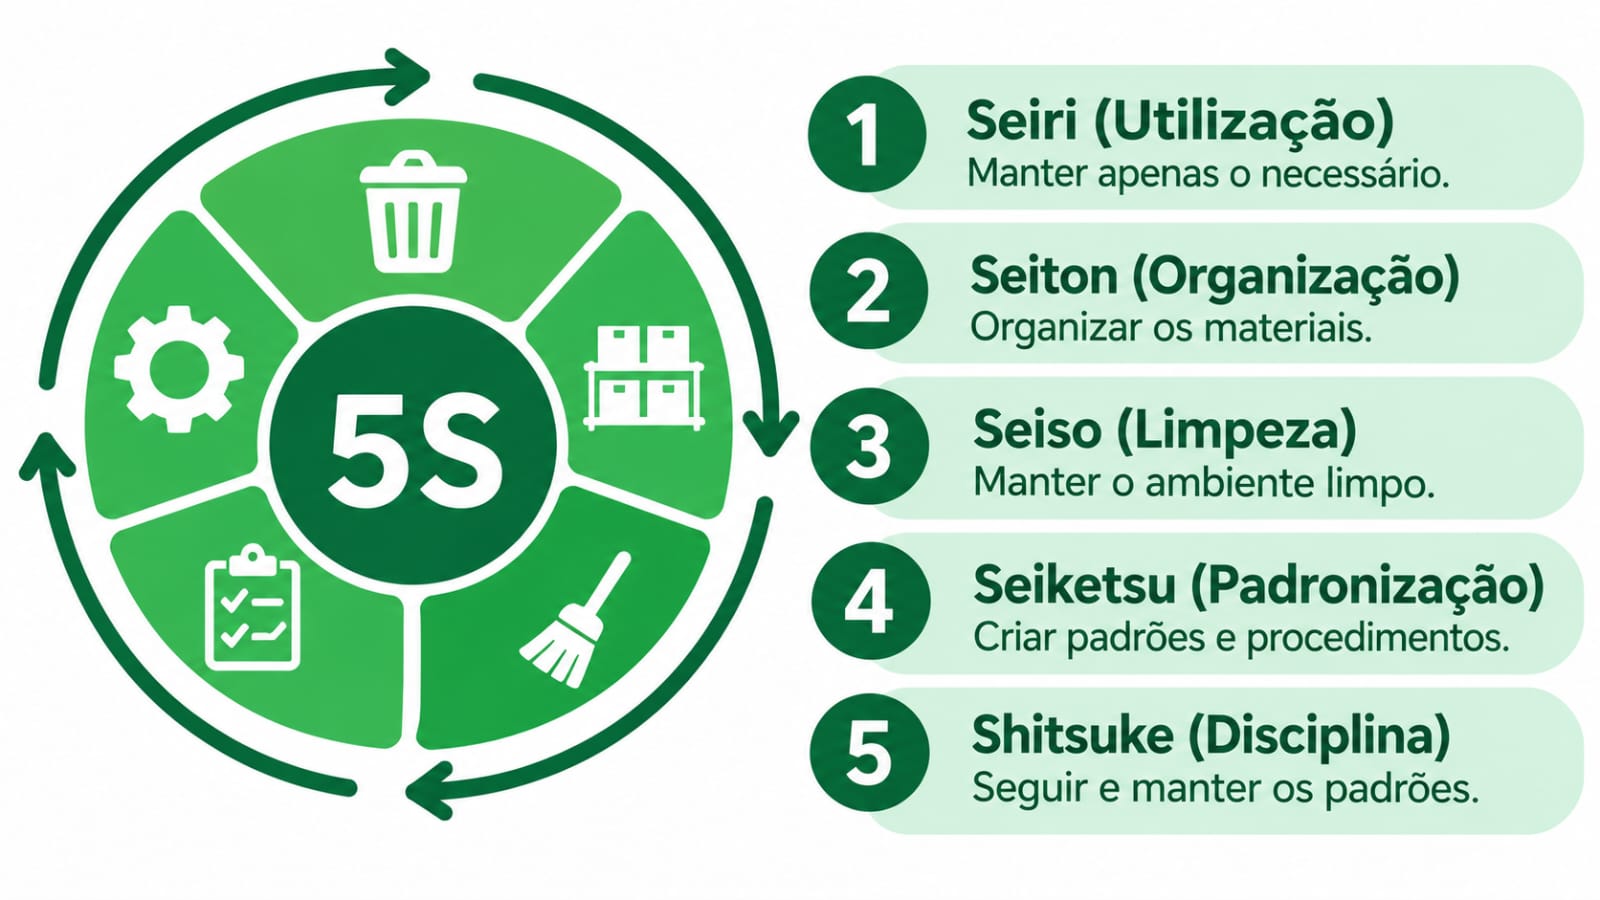 5S
1
Seiri (Utilização)
Manter apenas o necessário.
2
Seiton (Organização)
Organizar os materiais.
3
Seiso (Limpeza)
Manter o ambiente limpo.
4
Seiketsu (Padronização)
Criar padrões e procedimentos.
5
Shitsuke (Disciplina)
Seguir e manter os padrões.